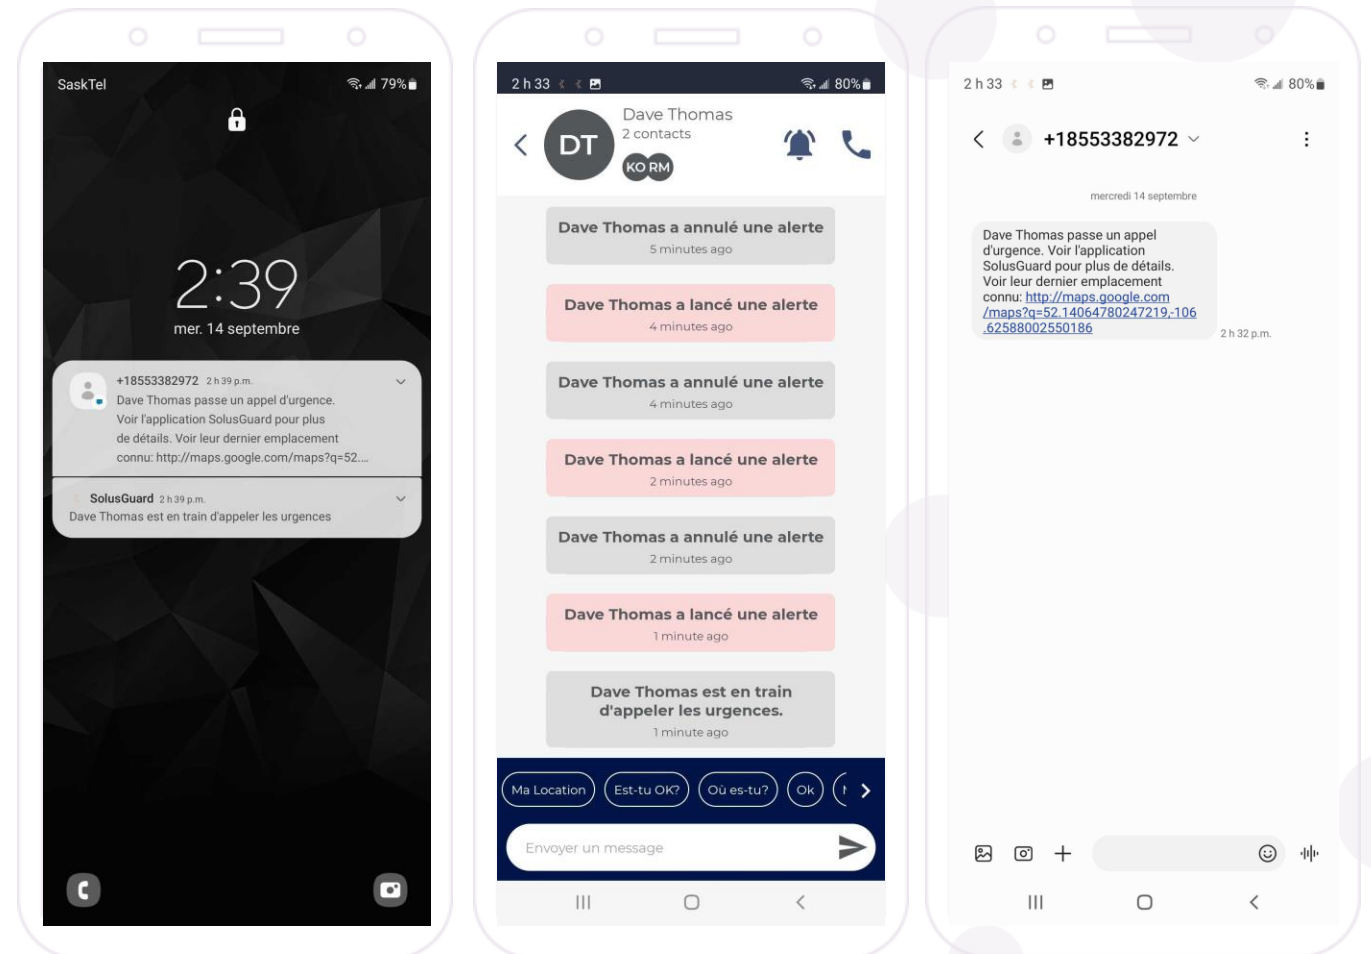 SaskTel
79%
2:39
mer. 14 septembre
+18553382972 2 h 39 p.m.
Dave Thomas passe un appel d'urgence.
Voir l'application SolusGuard pour plus
de détails. Voir leur dernier emplacement
connu: http://maps.google.com/maps?q=52....
SolusGuard 2 h 39 p.m.
Dave Thomas est en train d'appeler les urgences
2 h 33
80%
DT
Dave Thomas
2 contacts
KO RM
Dave Thomas a annulé une alerte
5 minutes ago
Dave Thomas a lancé une alerte
4 minutes ago
Dave Thomas a annulé une alerte
4 minutes ago
Dave Thomas a lancé une alerte
2 minutes ago
Dave Thomas a annulé une alerte
2 minutes ago
Dave Thomas a lancé une alerte
1 minute ago
Dave Thomas est en train
d'appeler les urgences.
1 minute ago
Ma Location Est-tu OK? Où es-tu? Ok
Envoyer un message
2 h 33
80%
+18553382972
mercredi 14 septembre
Dave Thomas passe un appel
d'urgence. Voir l'application
SolusGuard pour plus de détails.
Voir leur dernier emplacement
connu: http://maps.google.com
/maps?q=52.14064780247219,-106
.62588002550186
2 h 32 p.m.